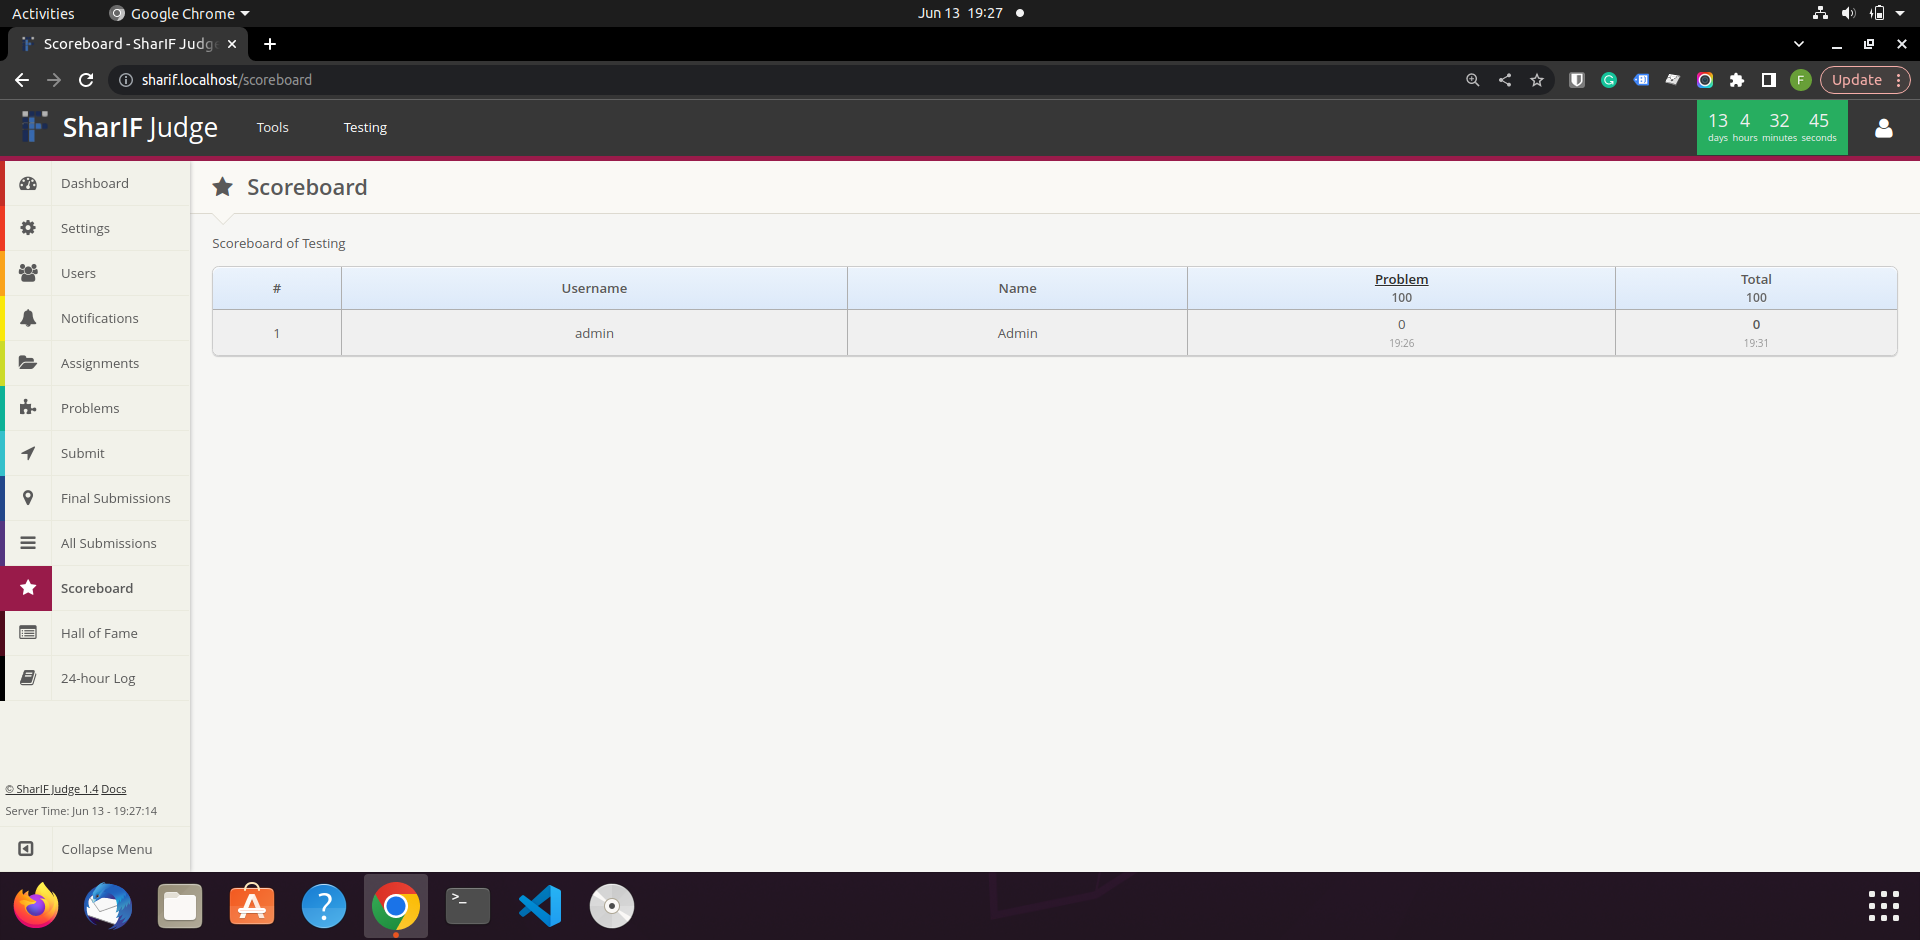 Activities
Google Chrome
Jun 13 19:27
Scoreboard - SharIF Judg
sharif.localhost/scoreboard
F
Update
SharIF Judge
Tools
Testing
13 4 32 45
days hours minutes seconds
Dashboard
Settings
Users
Notifications
Assignments
Problems
Submit
Final Submissions
All Submissions
Scoreboard
Hall of Fame
24-hour Log
© SharIF Judge 1.4 Docs
Server Time: Jun 13 - 19:27:14
Collapse Menu
Scoreboard
Scoreboard of Testing
# Username Name Problem Total
100 100
1 admin Admin 0 0
19:26 19:31